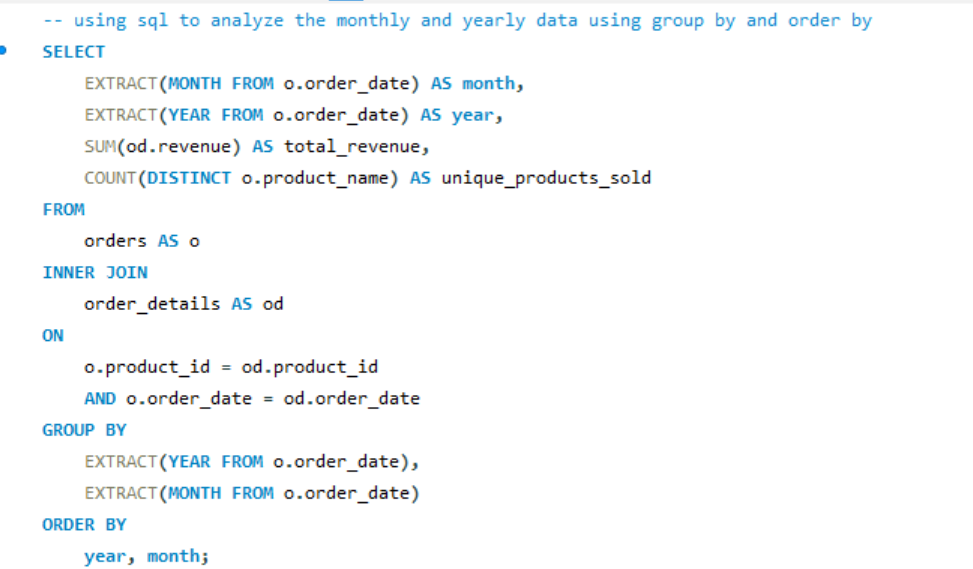 -- using sql to analyze the monthly and yearly data using group by and order by
SELECT
EXTRACT(MONTH FROM o.order_date) AS month,
EXTRACT(YEAR FROM o.order_date) AS year,
SUM(od.revenue) AS total_revenue,
COUNT(DISTINCT o.product_name) AS unique_products_sold
FROM
orders AS o
INNER JOIN
order_details AS od
ON
o.product_id = od.product_id
AND o.order_date = od.order_date
GROUP BY
EXTRACT(YEAR FROM o.order_date),
EXTRACT(MONTH FROM o.order_date)
ORDER BY
year, month;